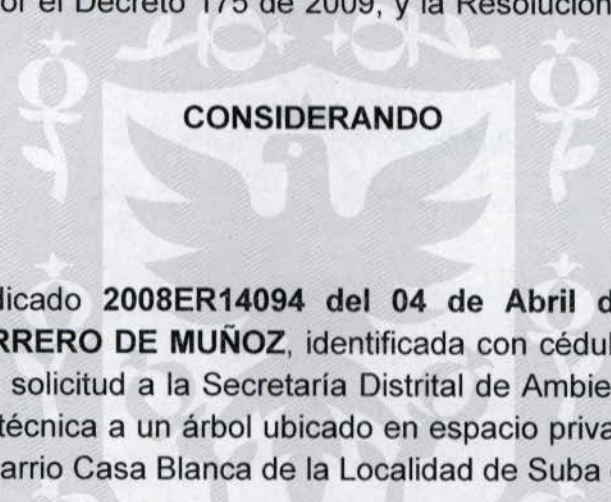 or el Decreto 175 de 2009, y la Resolución
CONSIDERANDO
licado 2008ER14094 del 04 de Abril d
RRERO DE MUÑOZ, identificada con cédul
solicitud a la Secretaría Distrital de Ambie
técnica a un árbol ubicado en espacio priva
arrio Casa Blanca de la Localidad de Suba